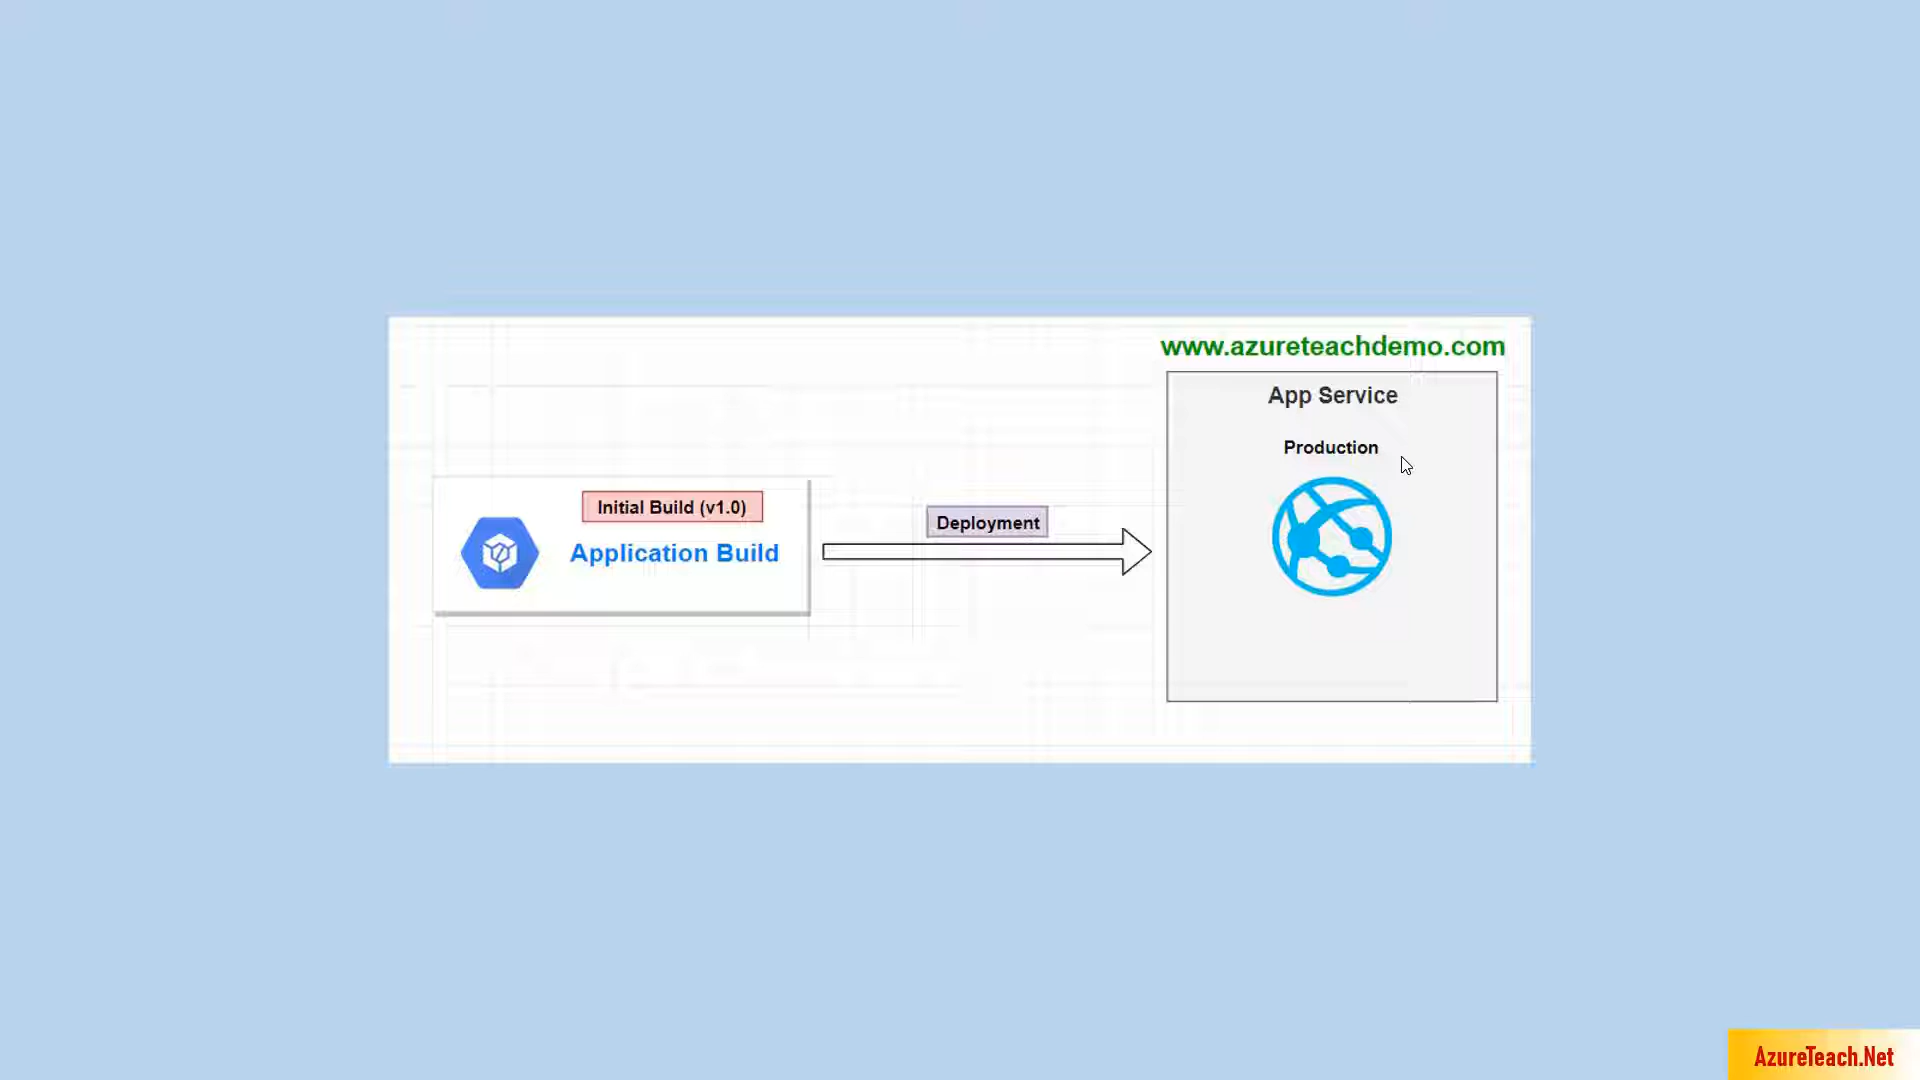 www.azureteachdemo.com
App Service
Production
Initial Build (v1.0)
Application Build
Deployment
AzureTeach.Net